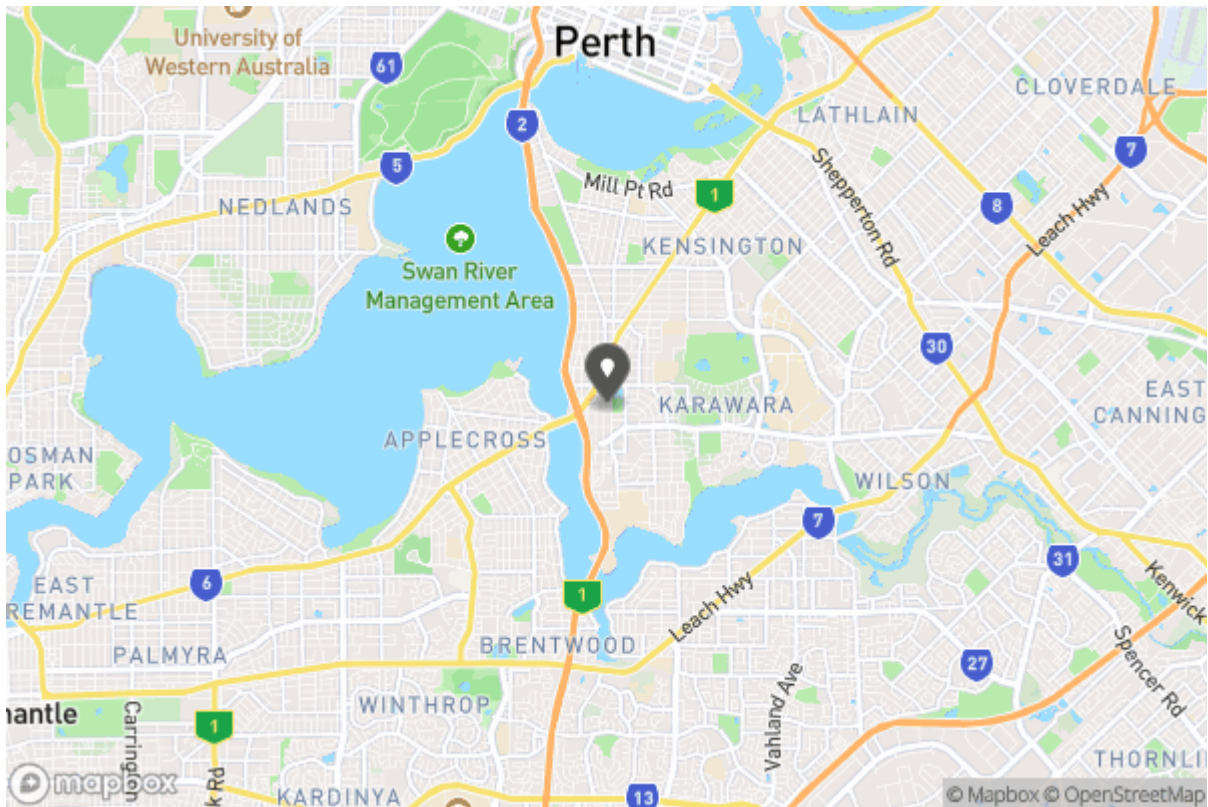 University of
Western Australia
Perth
61
CLOVERDALE
LATHLAIN
2
7
5
Mill Pt Rd
1
Shepperton Rd
8
Leach Hwy
NEDLANDS
KENSINGTON
Swan River
Management Area
30
EAST
CANNING
KARAWARA
APPLECROSS
OSMAN
PARK
WILSON
7
6
EAST
REMANTLE
1
31
Kenwick
Leach Hwy
BRENTWOOD
PALMYRA
27
Spencer Rd
Vahland Ave
WINTHROP
mantle
Carrington
1
k Rd
THORNLI
KARDINYA
13
mapbox
© Mapbox © OpenStreetMap